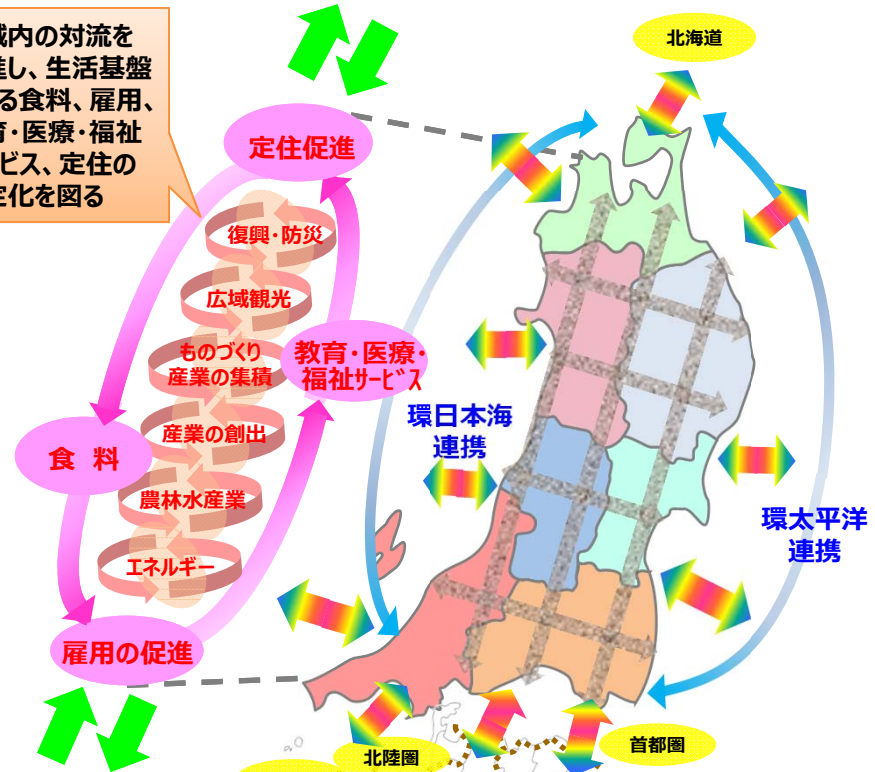 域内の対流を
進し、生活基盤
る食料、雇用、
育・医療・福祉
ビス、定住の
定化を図る
定住促進
復興・防災
広域観光
ものづくり
産業の集積
教育・医療・
福祉サービス
産業の創出
食 料
農林水産業
エネルギー
雇用の促進
北海道
環日本海
連携
環太平洋
連携
北陸圏
首都圏